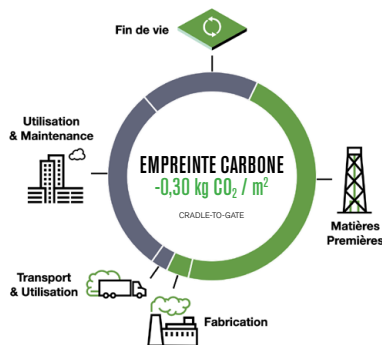 Fin de vie
Utilisation
& Maintenance
EMPREINTE CARBONE
-0,30 kg CO₂ / m²
CRADLE-TO-GATE
Matières
Premières
Transport
& Utilisation
Fabrication